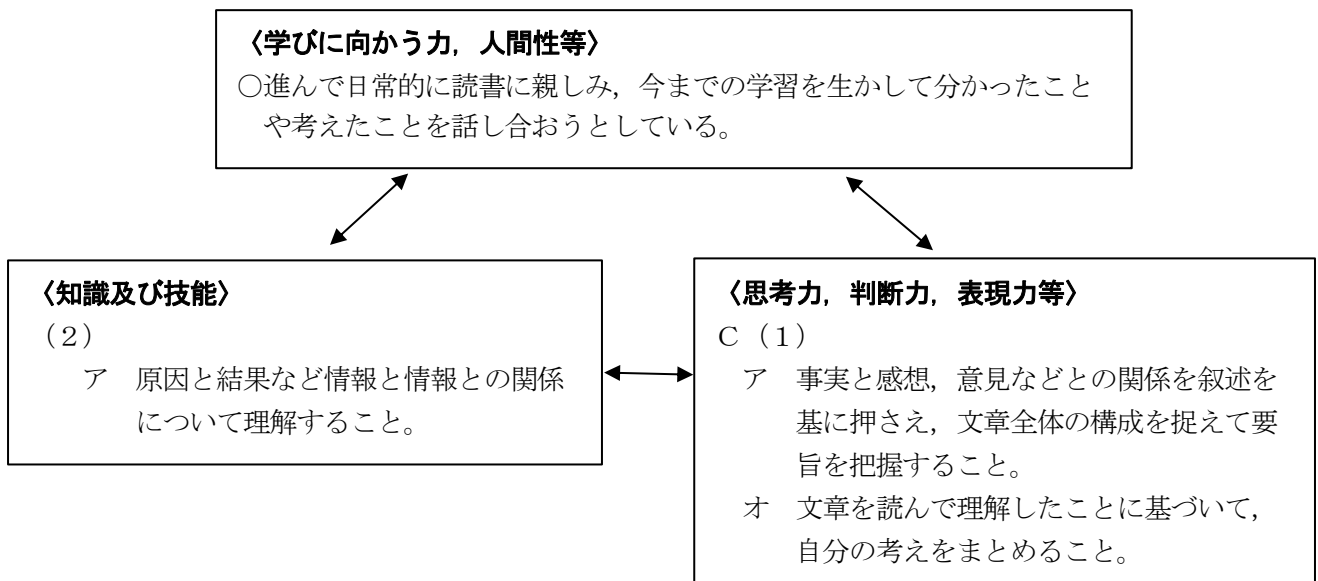 〈学びに向かう力，人間性等〉
○進んで日常的に読書に親しみ，今までの学習を生かして分かったこと
や考えたことを話し合おうとしている。
〈知識及び技能〉
（２）
ア　原因と結果など情報と情報との関係
について理解すること。
〈思考力，判断力，表現力等〉
Ｃ（１）
ア　事実と感想，意見などとの関係を叙述を
基に押さえ，文章全体の構成を捉えて要
旨を把握すること。
オ　文章を読んで理解したことに基づいて，
自分の考えをまとめること。